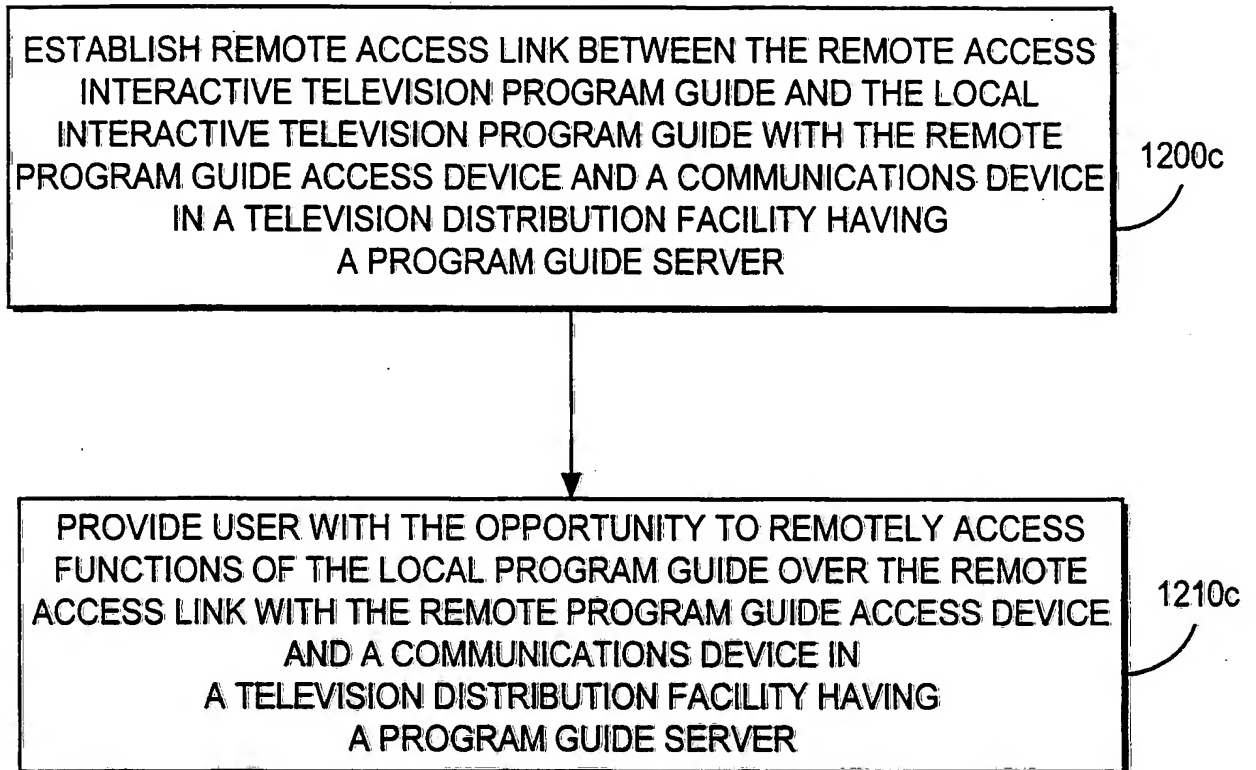 ESTABLISH REMOTE ACCESS LINK BETWEEN THE REMOTE ACCESS
INTERACTIVE TELEVISION PROGRAM GUIDE AND THE LOCAL
INTERACTIVE TELEVISION PROGRAM GUIDE WITH THE REMOTE
PROGRAM GUIDE ACCESS DEVICE AND A COMMUNICATIONS DEVICE
IN A TELEVISION DISTRIBUTION FACILITY HAVING
A PROGRAM GUIDE SERVER
1200c
PROVIDE USER WITH THE OPPORTUNITY TO REMOTELY ACCESS
FUNCTIONS OF THE LOCAL PROGRAM GUIDE OVER THE REMOTE
ACCESS LINK WITH THE REMOTE PROGRAM GUIDE ACCESS DEVICE
AND A COMMUNICATIONS DEVICE IN
A TELEVISION DISTRIBUTION FACILITY HAVING
A PROGRAM GUIDE SERVER
1210c